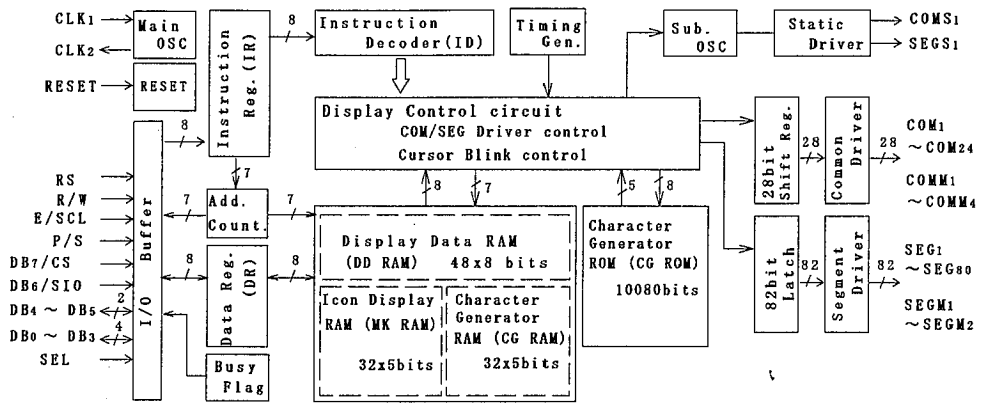 CLK1
CLK2
RESET
Main
OSC
RESET
Instruction
Reg.(IR)
8
Instruction
Decoder(ID)
Timing
Gen.
Sub.
OSC
Static
Driver
COMS1
SEGS1
Display Control circuit
COM/SEG Driver control
Cursor Blink control
28bit
Shift Reg.
28
Common
Driver
28
COM1
~COM24
COMM1
~COMM4
8
7
RS
R/W
E/SCL
P/S
DB7/CS
DB6/SIO
DB4 ~ DB5
2
DB0 ~ DB3
4
SEL
I/O Buffer
7
Add.
Count.
7
8
Data Reg.
(DR)
8
Busy
Flag
8
7
5
8
Display Data RAM
(DD RAM) 48x8 bits
Icon Display
RAM (MK RAM)
32x5bits
Character
Generator
RAM (CG RAM)
32x5bits
Character
Generator
ROM (CG ROM)
10080bits
82bit
Latch
82
Segment
Driver
82
SEG1
~SEG80
SEGM1
~SEGM2